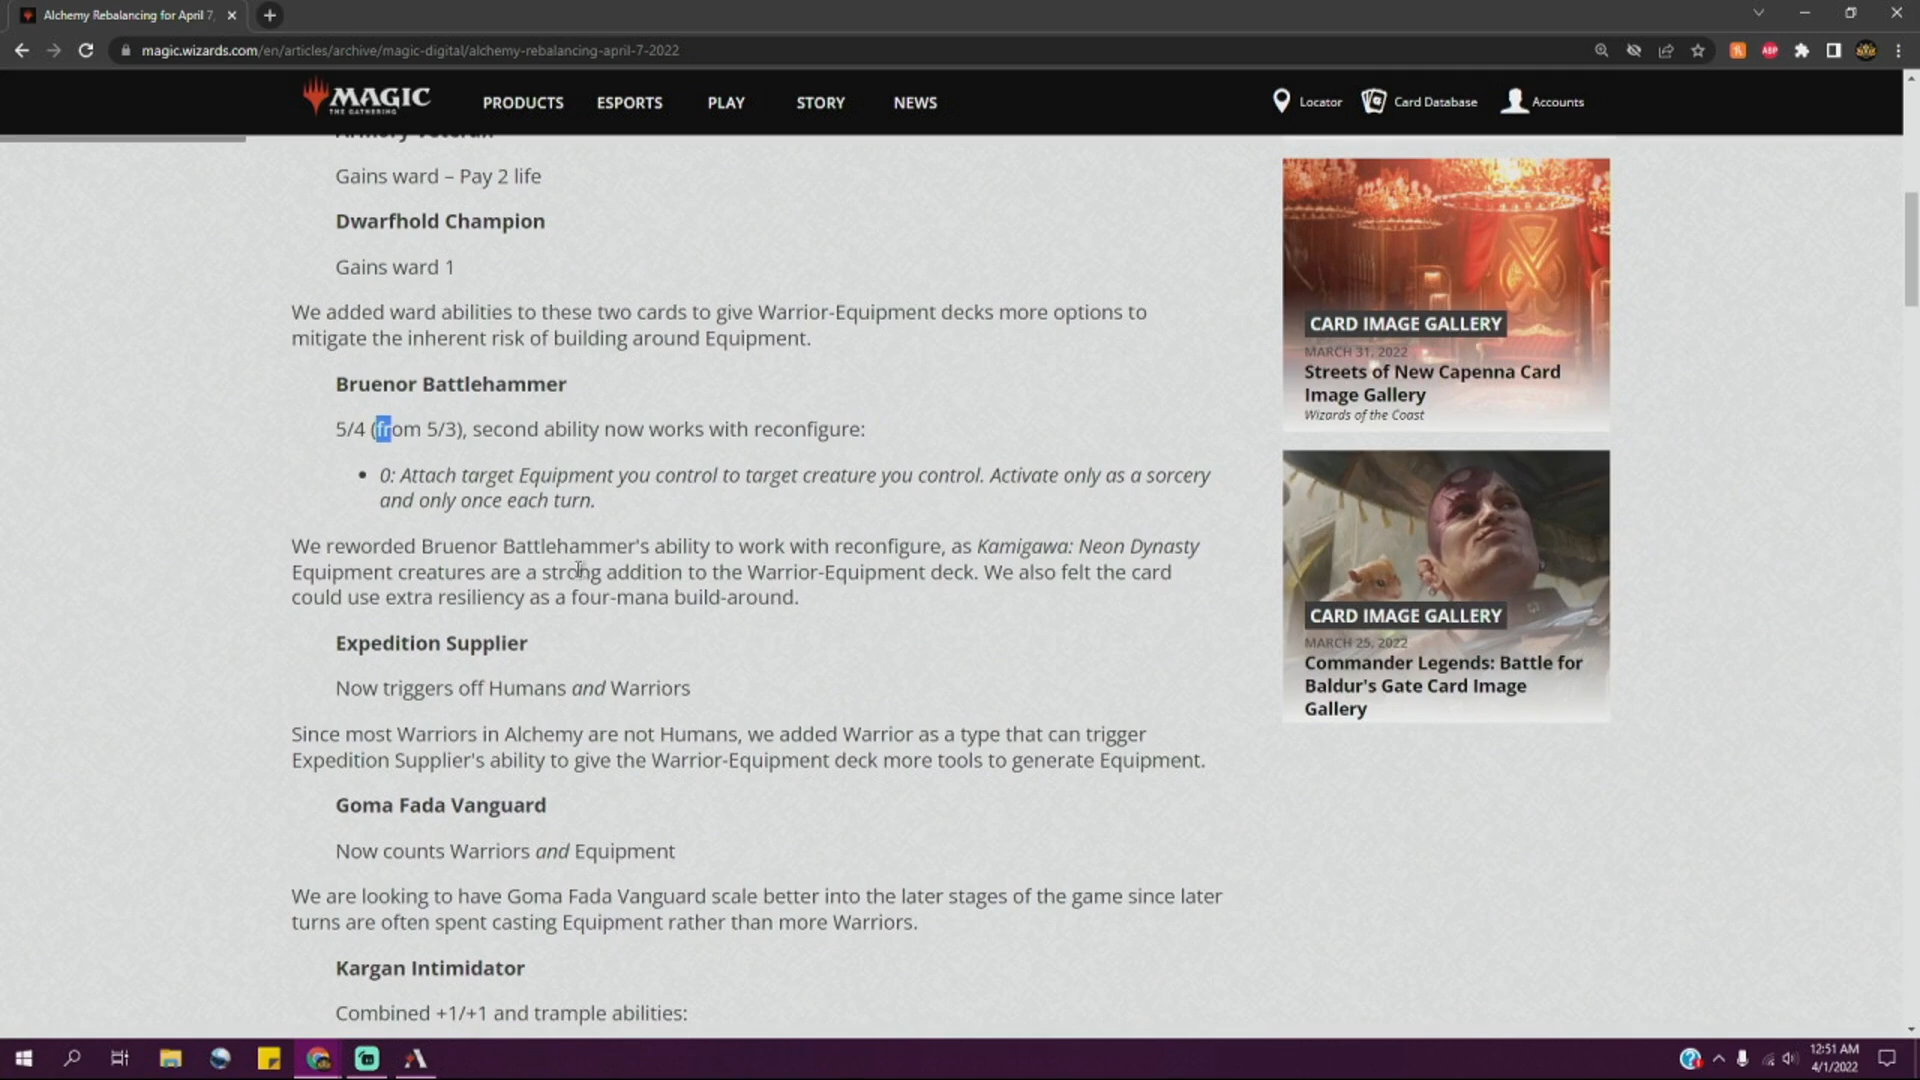 Alchemy Rebalancing for April 7,
magic.wizards.com/en/articles/archive/magic-digital/alchemy-rebalancing-april-7-2022
ABP
MAGIC
THE GATHERING
PRODUCTS
ESPORTS
PLAY
STORY
NEWS
Locator
Card Database
Accounts
Armory Veteran
Gains ward – Pay 2 life
Dwarfhold Champion
Gains ward 1
We added ward abilities to these two cards to give Warrior-Equipment decks more options to
mitigate the inherent risk of building around Equipment.
Bruenor Battlehammer
5/4 (from 5/3), second ability now works with reconfigure:
• 0: Attach target Equipment you control to target creature you control. Activate only as a sorcery
and only once each turn.
We reworded Bruenor Battlehammer's ability to work with reconfigure, as Kamigawa: Neon Dynasty
Equipment creatures are a strong addition to the Warrior-Equipment deck. We also felt the card
could use extra resiliency as a four-mana build-around.
Expedition Supplier
Now triggers off Humans and Warriors
Since most Warriors in Alchemy are not Humans, we added Warrior as a type that can trigger
Expedition Supplier's ability to give the Warrior-Equipment deck more tools to generate Equipment.
Goma Fada Vanguard
Now counts Warriors and Equipment
We are looking to have Goma Fada Vanguard scale better into the later stages of the game since later
turns are often spent casting Equipment rather than more Warriors.
Kargan Intimidator
Combined +1/+1 and trample abilities:
CARD IMAGE GALLERY
MARCH 31, 2022
Streets of New Capenna Card
Image Gallery
Wizards of the Coast
CARD IMAGE GALLERY
MARCH 25, 2022
Commander Legends: Battle for
Baldur's Gate Card Image
Gallery
12:51 AM
4/1/2022